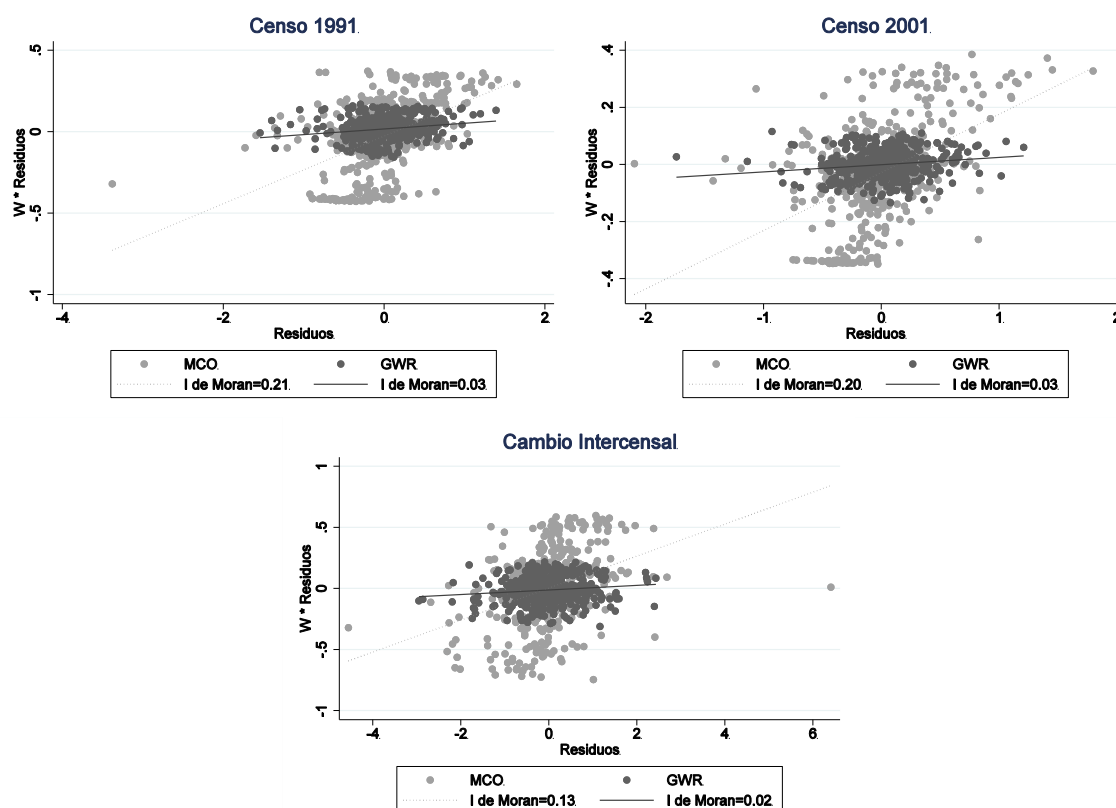 Censo 1991
.5
0
-.5
-1
W * Residuos
-4 -2 0 2
Residuos
MCO GWR
I de Moran=0.21 I de Moran=0.03
Censo 2001
.4
.2
0
-.2
-.4
W * Residuos
-2 -1 0 1 2
Residuos
MCO GWR
I de Moran=0.20 I de Moran=0.03
Cambio Intercensal
1
.5
0
-.5
-1
W * Residuos
-4 -2 0 2 4 6
Residuos
MCO GWR
I de Moran=0.13 I de Moran=0.02